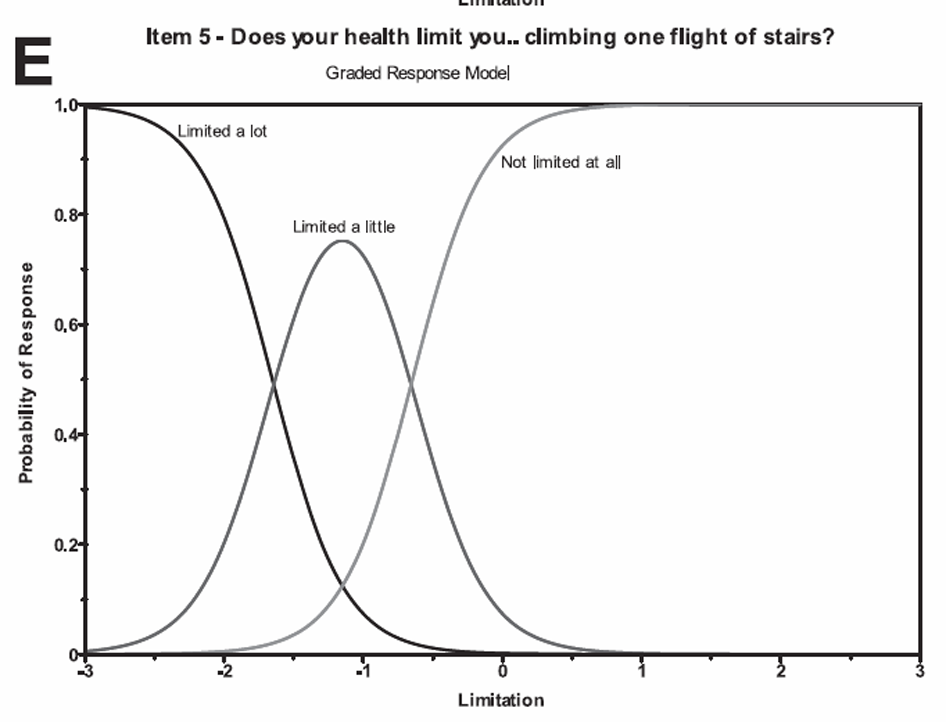 Limitation
E
Item 5 - Does your health limit you.. climbing one flight of stairs?
Graded Response Model
1.0
Limited a lot
Not limited at all
0.8
Limited a little
0.6
0.4
0.2
0
Probability of Response
-3 -2 -1 0 1 2 3
Limitation